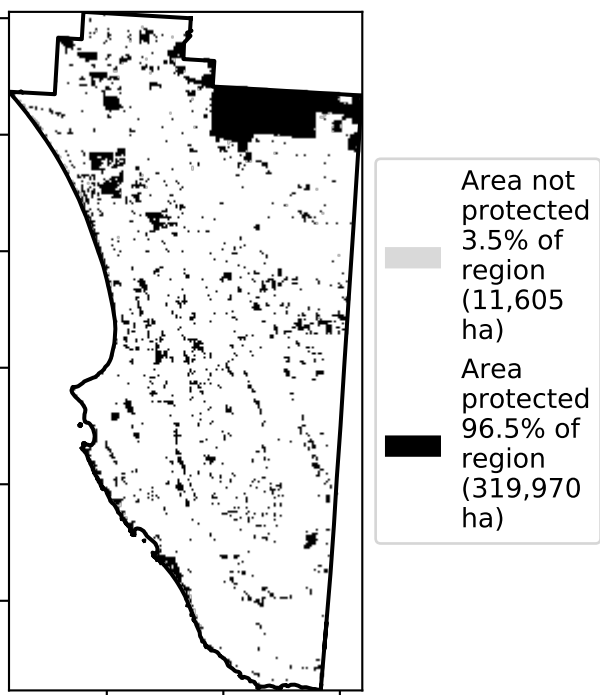 Area not
protected
3.5% of
region
(11,605
ha)
Area
protected
96.5% of
region
(319,970
ha)